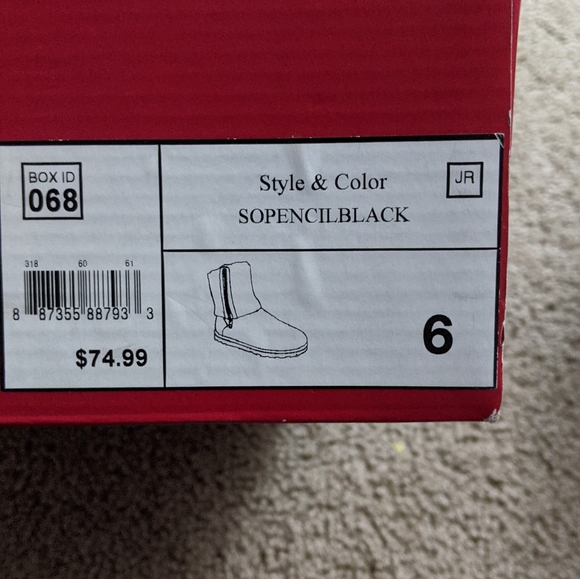 BOX ID
068
Style & Color
JR
SOPENCILBLACK
318 60 61
8 87355 88793 3
$74.99
6